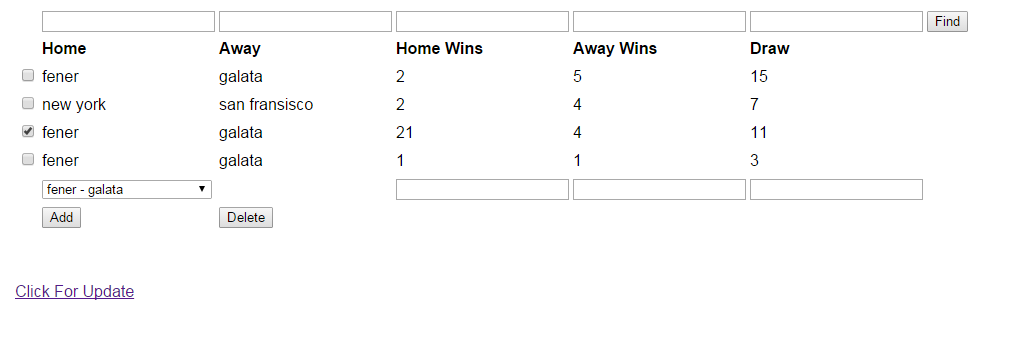 Find
Home Away Home Wins Away Wins Draw
fener galata 2 5 15
new york san fransisco 2 4 7
fener galata 21 4 11
fener galata 1 1 3
fener - galata
Add Delete
Click For Update